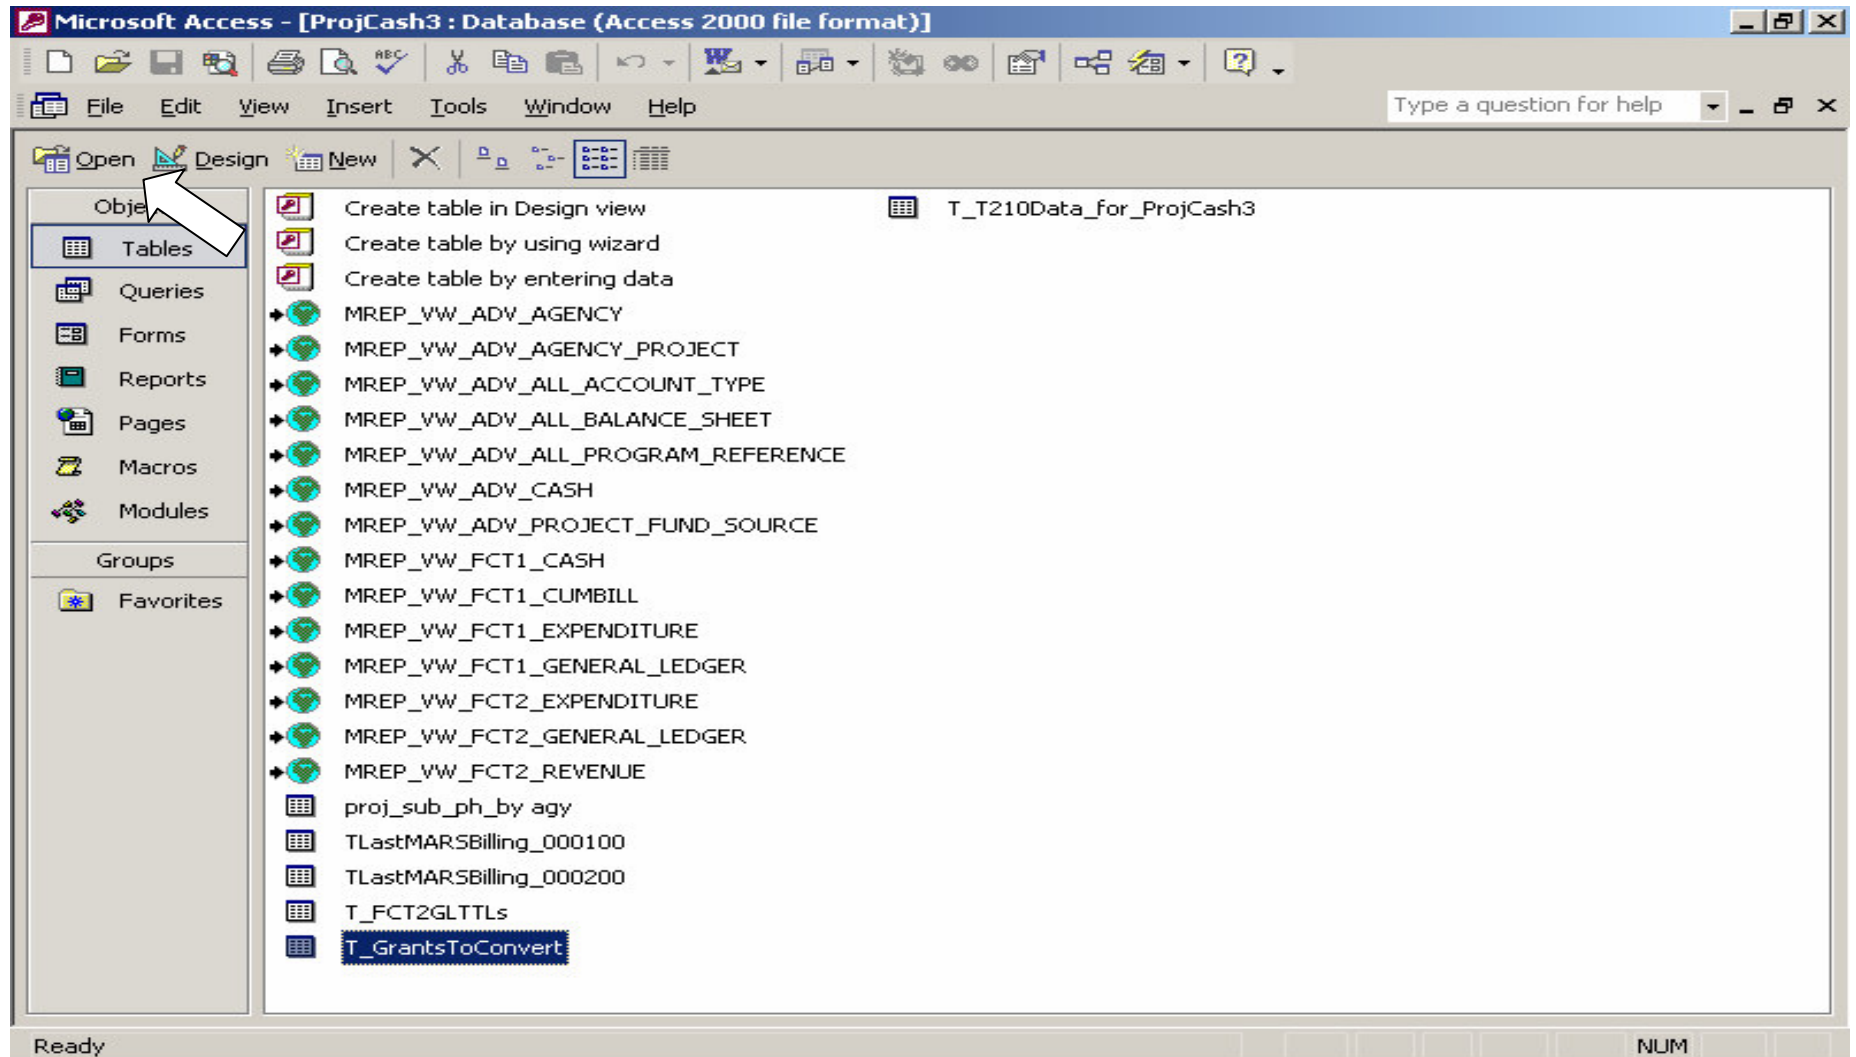 Microsoft Access - [ProjCash3 : Database (Access 2000 file format)]
File Edit View Insert Tools Window Help Type a question for help
Open Design New
Obje
Tables
Queries
Forms
Reports
Pages
Macros
Modules
Groups
Favorites
Create table in Design view
Create table by using wizard
Create table by entering data
MREP_VW_ADV_AGENCY
MREP_VW_ADV_AGENCY_PROJECT
MREP_VW_ADV_ALL_ACCOUNT_TYPE
MREP_VW_ADV_ALL_BALANCE_SHEET
MREP_VW_ADV_ALL_PROGRAM_REFERENCE
MREP_VW_ADV_CASH
MREP_VW_ADV_PROJECT_FUND_SOURCE
MREP_VW_FCT1_CASH
MREP_VW_FCT1_CUMBILL
MREP_VW_FCT1_EXPENDITURE
MREP_VW_FCT1_GENERAL_LEDGER
MREP_VW_FCT2_EXPENDITURE
MREP_VW_FCT2_GENERAL_LEDGER
MREP_VW_FCT2_REVENUE
proj_sub_ph_by agy
TLastMARSBilling_000100
TLastMARSBilling_000200
T_FCT2GLTTLs
T_GrantsToConvert
T_T210Data_for_ProjCash3
Ready NUM